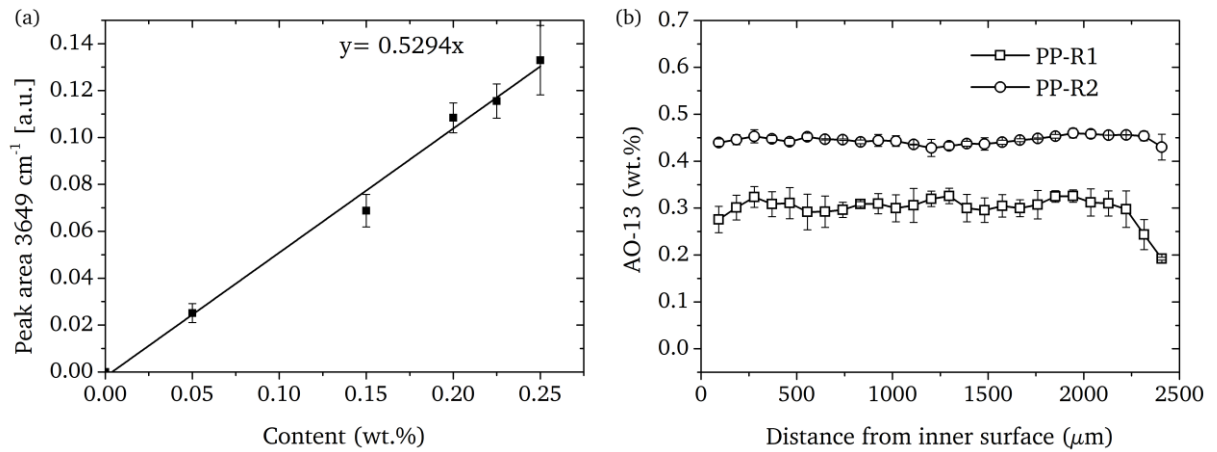 (a)
y= 0.5294x
0.14
0.12
0.10
0.08
0.06
0.04
0.02
0.00
Peak area 3649 cm⁻¹ [a.u.]
0.00 0.05 0.10 0.15 0.20 0.25
Content (wt.%)
(b)
PP-R1
PP-R2
0.7
0.6
0.5
0.4
0.3
0.2
0.1
0.0
AO-13 (wt.%)
0 500 1000 1500 2000 2500
Distance from inner surface (μm)